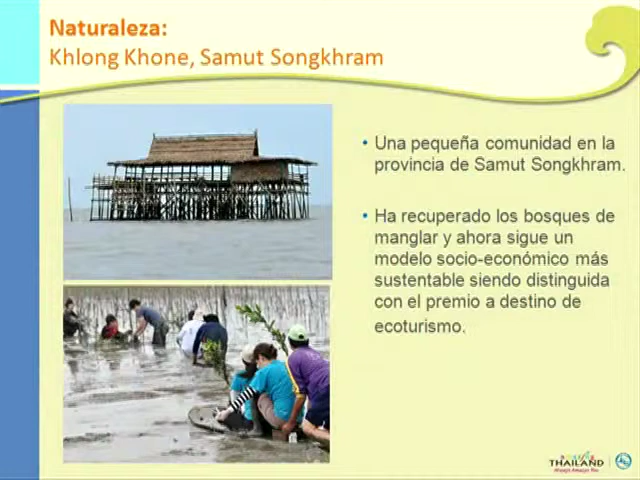 Naturaleza:
Khlong Khone, Samut Songkhram
• Una pequeña comunidad en la
provincia de Samut Songkhram.
• Ha recuperado los bosques de
manglar y ahora sigue un
modelo socio-económico más
sustentable siendo distinguida
con el premio a destino de
ecoturismo.
THAILAND